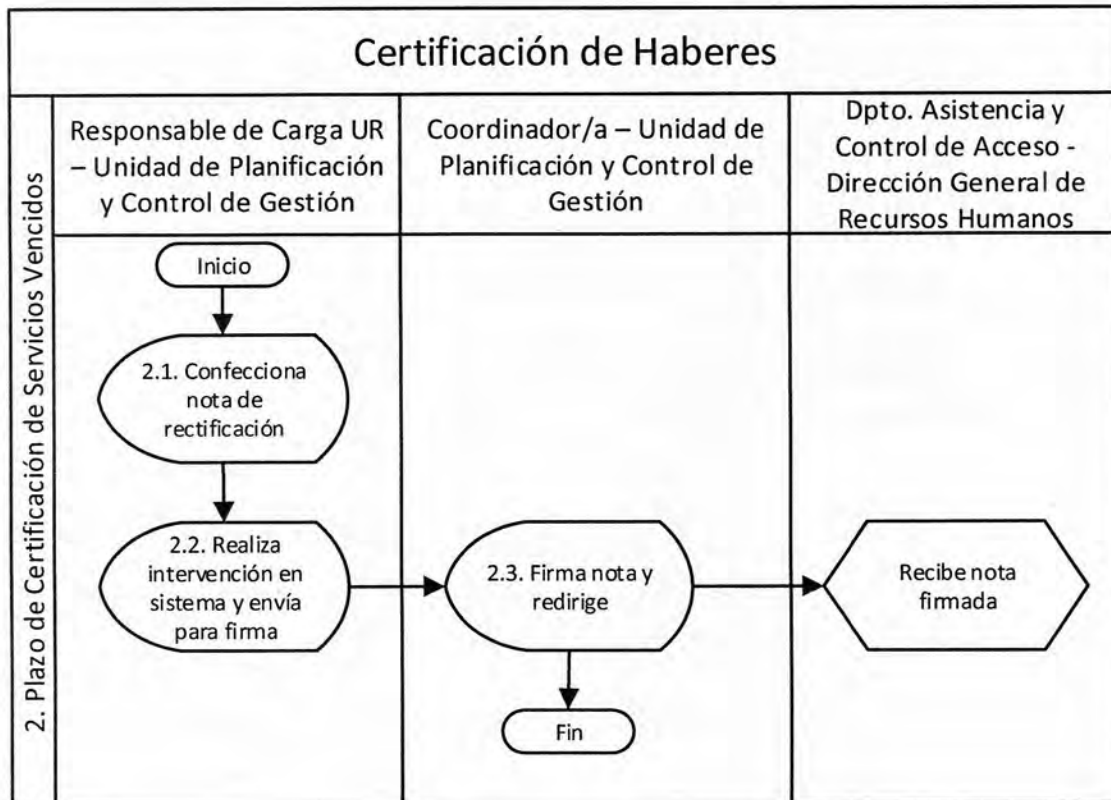 Certificación de Haberes
2. Plazo de Certificación de Servicios Vencidos
Responsable de Carga UR
– Unidad de Planificación
y Control de Gestión
Coordinador/a – Unidad de
Planificación y Control de
Gestión
Dpto. Asistencia y
Control de Acceso -
Dirección General de
Recursos Humanos
Inicio
2.1. Confecciona
nota de
rectificación
2.2. Realiza
intervención en
sistema y envía
para firma
2.3. Firma nota y
redirige
Recibe nota
firmada
Fin